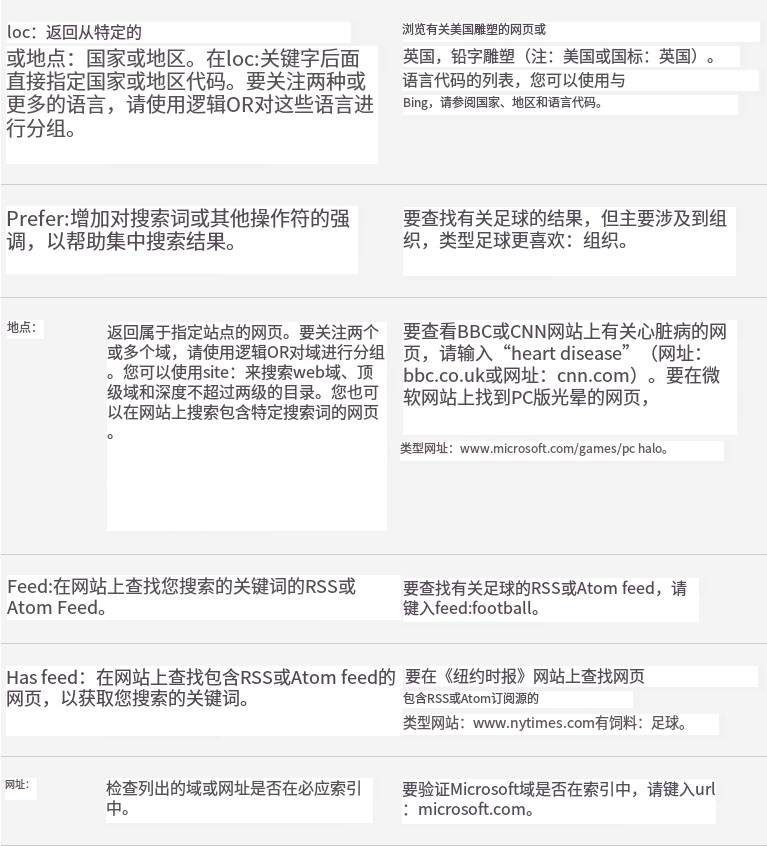 loc：返回从特定的
或地点：国家或地区。在loc:关键字后面
直接指定国家或地区代码。要关注两种或
更多的语言，请使用逻辑OR对这些语言进
行分组。
浏览有关美国雕塑的网页或
英国，铅字雕塑（注：美国或国标：英国）。
语言代码的列表，您可以使用与
Bing，请参阅国家、地区和语言代码。
Prefer:增加对搜索词或其他操作符的强
调，以帮助集中搜索结果。
要查找有关足球的结果，但主要涉及到组
织，类型足球更喜欢：组织。
地点：
返回属于指定站点的网页。要关注两个
或多个域，请使用逻辑OR对域进行分组
。您可以使用site：来搜索web域、顶
级域和深度不超过两级的目录。您也可
以在网站上搜索包含特定搜索词的网页
。
要查看BBC或CNN网站上有关心脏病的网
页，请输入“heart disease”（网址：
bbc.co.uk或网址：cnn.com）。要在微
软网站上找到PC版光晕的网页，
类型网址：www.microsoft.com/games/pc halo。
Feed:在网站上查找您搜索的关键词的RSS或
Atom Feed。
要查找有关足球的RSS或Atom feed，请
键入feed:football。
Has feed：在网站上查找包含RSS或Atom feed的
网页，以获取您搜索的关键词。
要在《纽约时报》网站上查找网页
包含RSS或Atom订阅源的
类型网站：www.nytimes.com有饲料：足球。
网址：
检查列出的域或网址是否在必应索引
中。
要验证Microsoft域是否在索引中，请键入url
：microsoft.com。